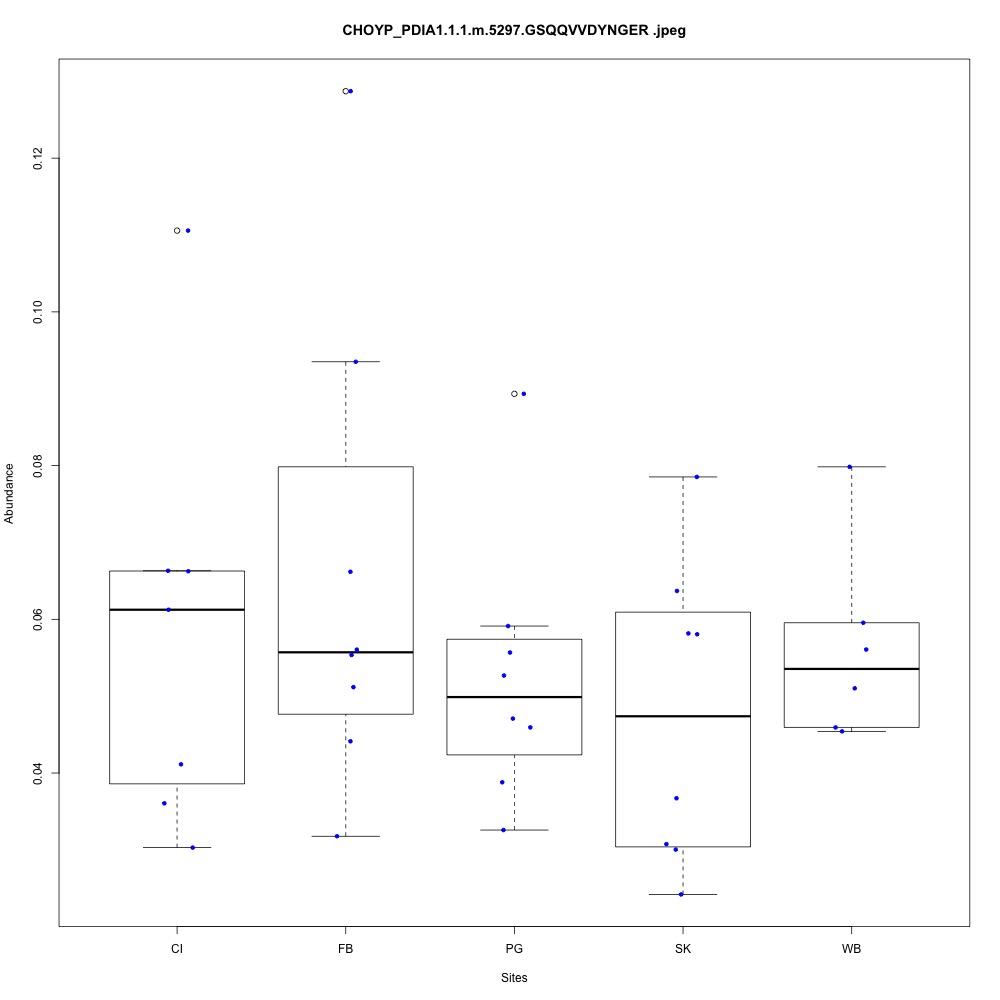 CHOYP_PDIA1.1.1.m.5297.GSQQVVDYNGER .jpeg
0.12
0.10
0.08
0.06
0.04
Abundance
CI FB PG SK WB
Sites